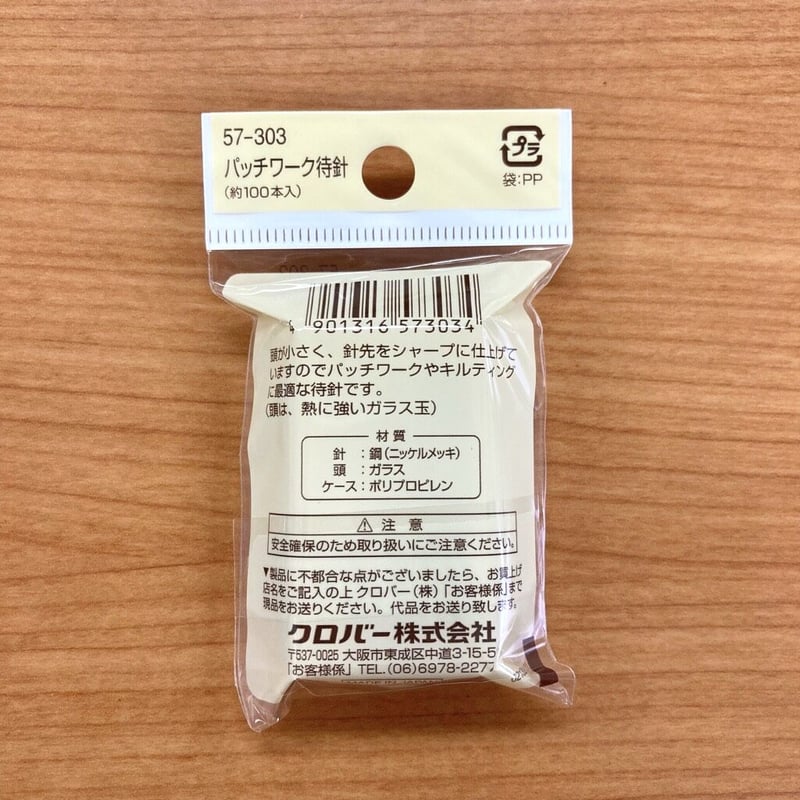 57-303
パッチワーク待針
(約100本入)
プラ
袋:PP
4 901316 573034
頭が小さく、針先をシャープに仕上げて
いますのでパッチワークやキルティング
に最適な待針です。
(頭は、熱に強いガラス玉)
材質
針:鋼(ニッケルメッキ)
頭:ガラス
ケース:ポリプロピレン
⚠ 注意
安全確保のため取り扱いにご注意ください。
▼製品に不都合な点がございましたら、お買上げ
店名をご記入の上クロバー(株)「お客様係」まで
現品をお送りください。代品をお送り致します。
クロバー株式会社
〒537-0025 大阪市東成区中道3-15-5
「お客様係」TEL.(06)6978-2277
MADE IN JAPAN